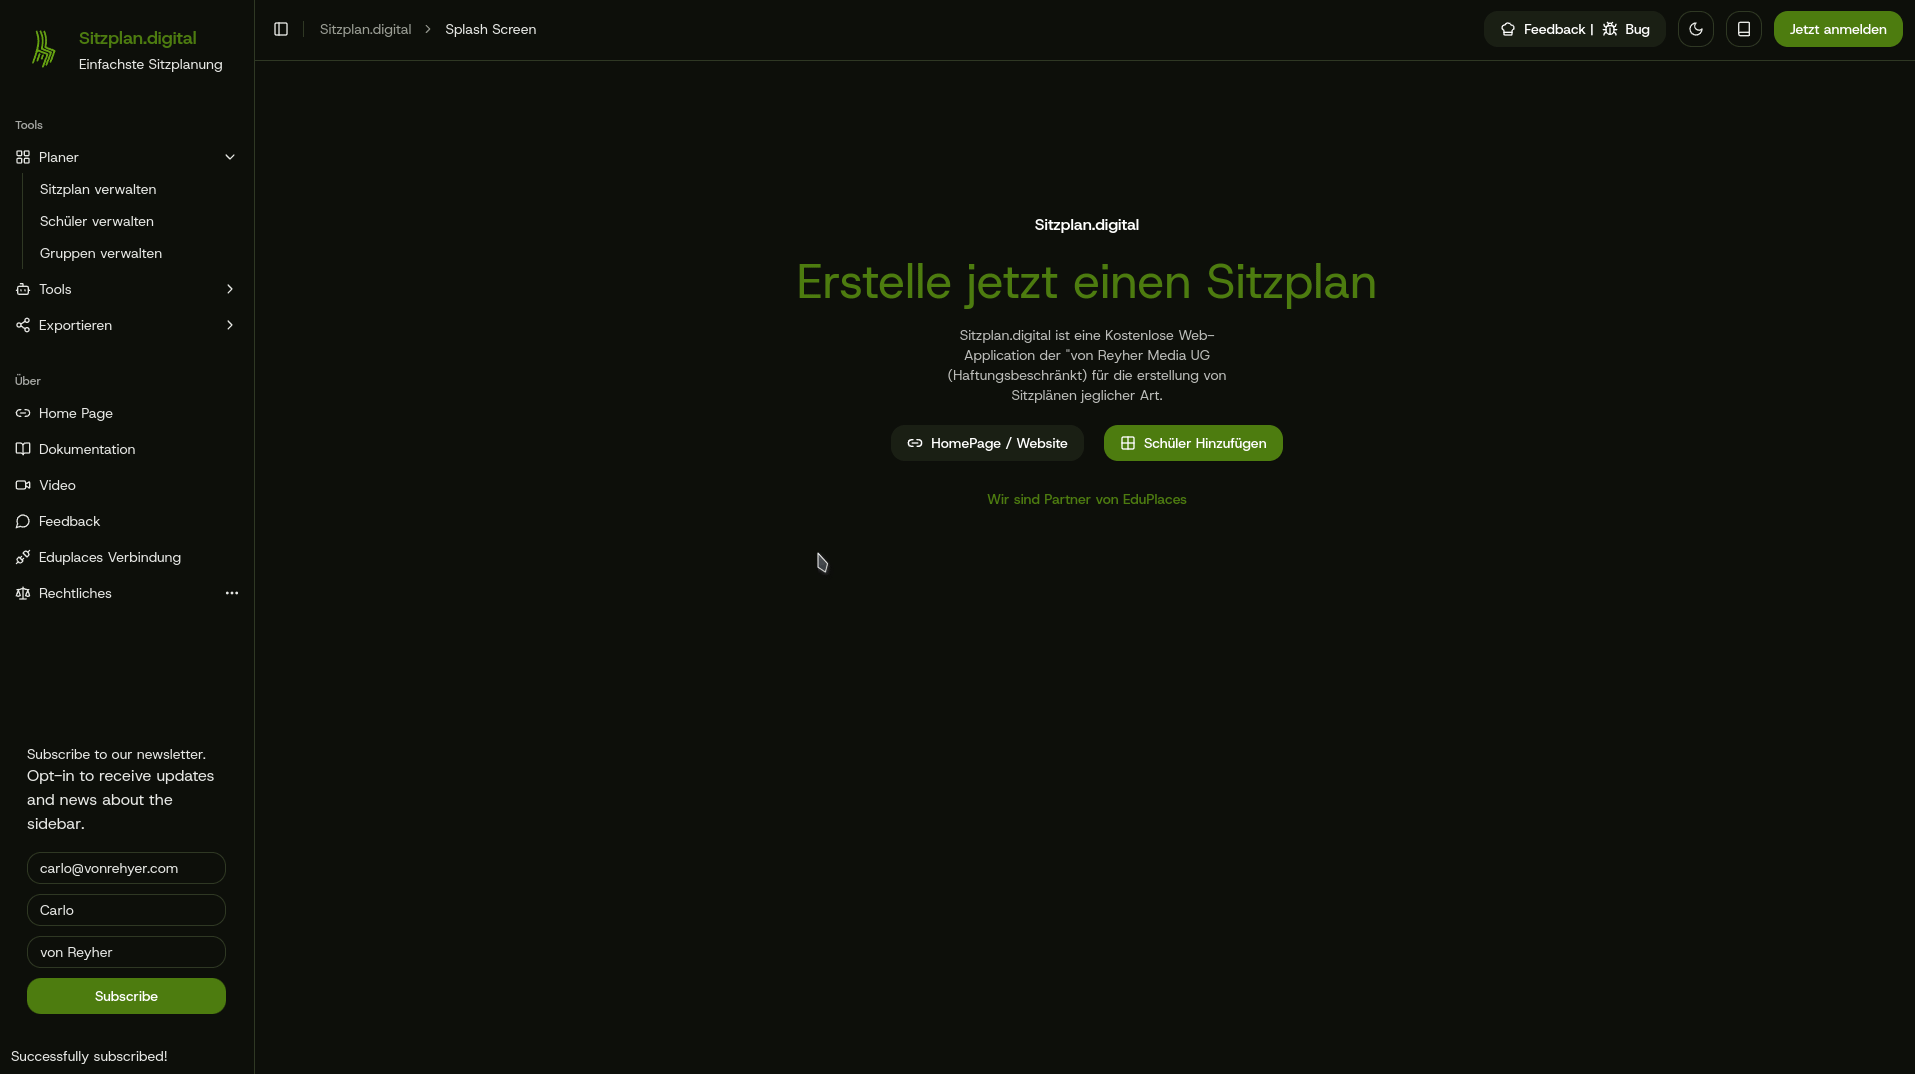 Sitzplan.digital
Einfachste Sitzplanung
Tools
Planer
Sitzplan verwalten
Schüler verwalten
Gruppen verwalten
Tools
Exportieren
Über
Home Page
Dokumentation
Video
Feedback
Eduplaces Verbindung
Rechtliches
Subscribe to our newsletter.
Opt-in to receive updates
and news about the
sidebar.
carlo@vonrehyer.com
Carlo
von Reyher
Subscribe
Successfully subscribed!
Sitzplan.digital > Splash Screen
Feedback | Bug
Jetzt anmelden
Sitzplan.digital
Erstelle jetzt einen Sitzplan
Sitzplan.digital ist eine Kostenlose Web-
Application der "von Reyher Media UG
(Haftungsbeschränkt) für die erstellung von
Sitzplänen jeglicher Art.
HomePage / Website
Schüler Hinzufügen
Wir sind Partner von EduPlaces